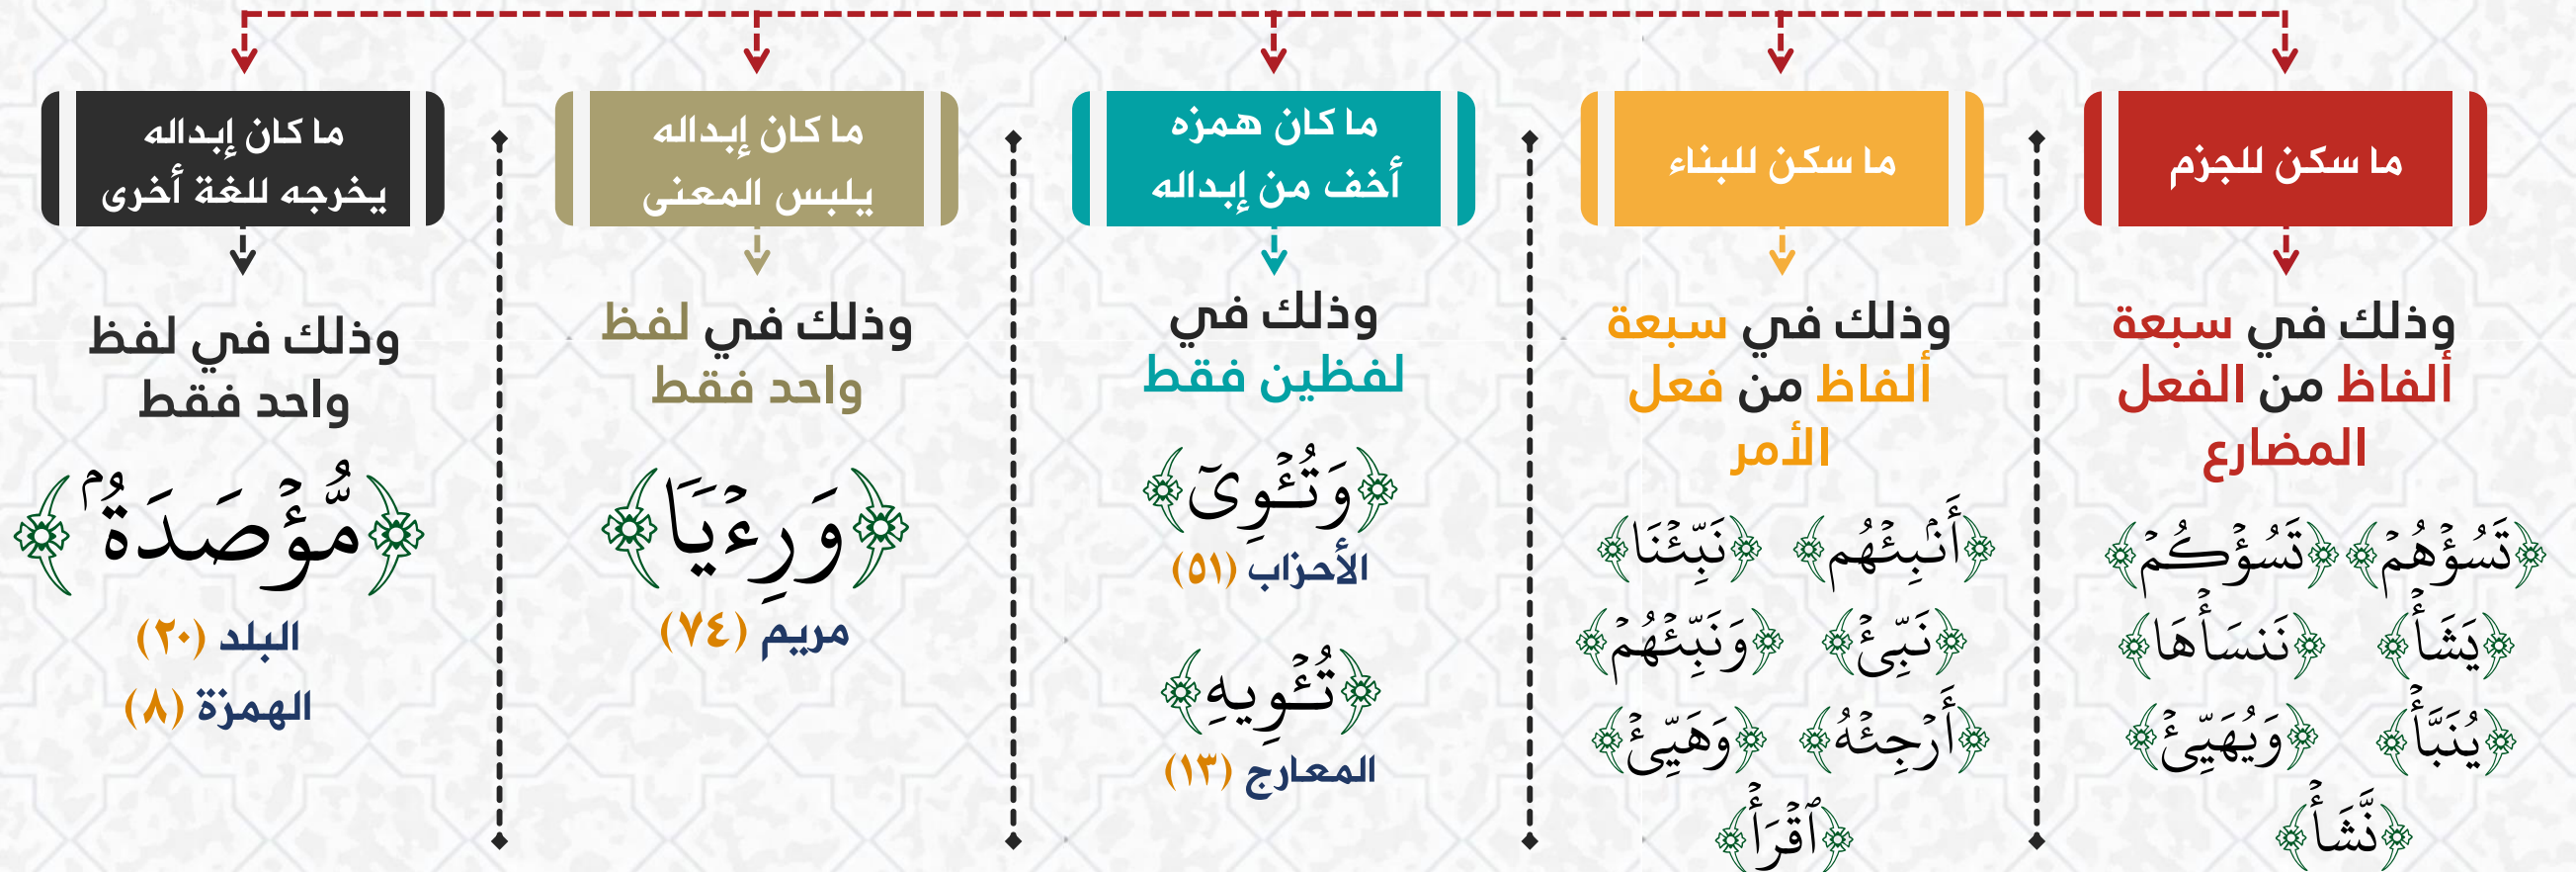 ما سكن للجزم
وذلك في سبعة
ألفاظ من الفعل
المضارع
﴿تَسُؤۡهُمۡ﴾ ﴿تَسُؤۡكُمۡ﴾
﴿يَشَأۡ﴾ ﴿نَنسَأۡهَا﴾
﴿يُنَبَّأۡ﴾ ﴿وَيُهَيِّئۡ﴾
﴿نَّشَأۡ﴾
ما سكن للبناء
وذلك في سبعة
ألفاظ من فعل
الأمر
﴿أَنۢبِئۡهُم﴾ ﴿نَبِّئۡنَا﴾
﴿نَبِّئۡ﴾ ﴿وَنَبِّئۡهُمۡ﴾
﴿أَرۡجِئۡهُ﴾ ﴿وَهَيِّئۡ﴾
﴿ٱقۡرَأۡ﴾
ما كان همزه
أخف من إبداله
وذلك في
لفظين فقط
﴿وَتُـٔۡوِيٓ﴾
الأحزاب (٥١)
﴿تُـٔۡوِيهِ﴾
المعارج (١٣)
ما كان إبداله
يلبس المعنى
وذلك في لفظ
واحد فقط
﴿وَرِءۡيَا﴾
مريم (٧٤)
ما كان إبداله
يخرجه للغة أخرى
وذلك في لفظ
واحد فقط
﴿مُّؤۡصَدَةُۢ﴾
البلد (٢٠)
الهمزة (٨)